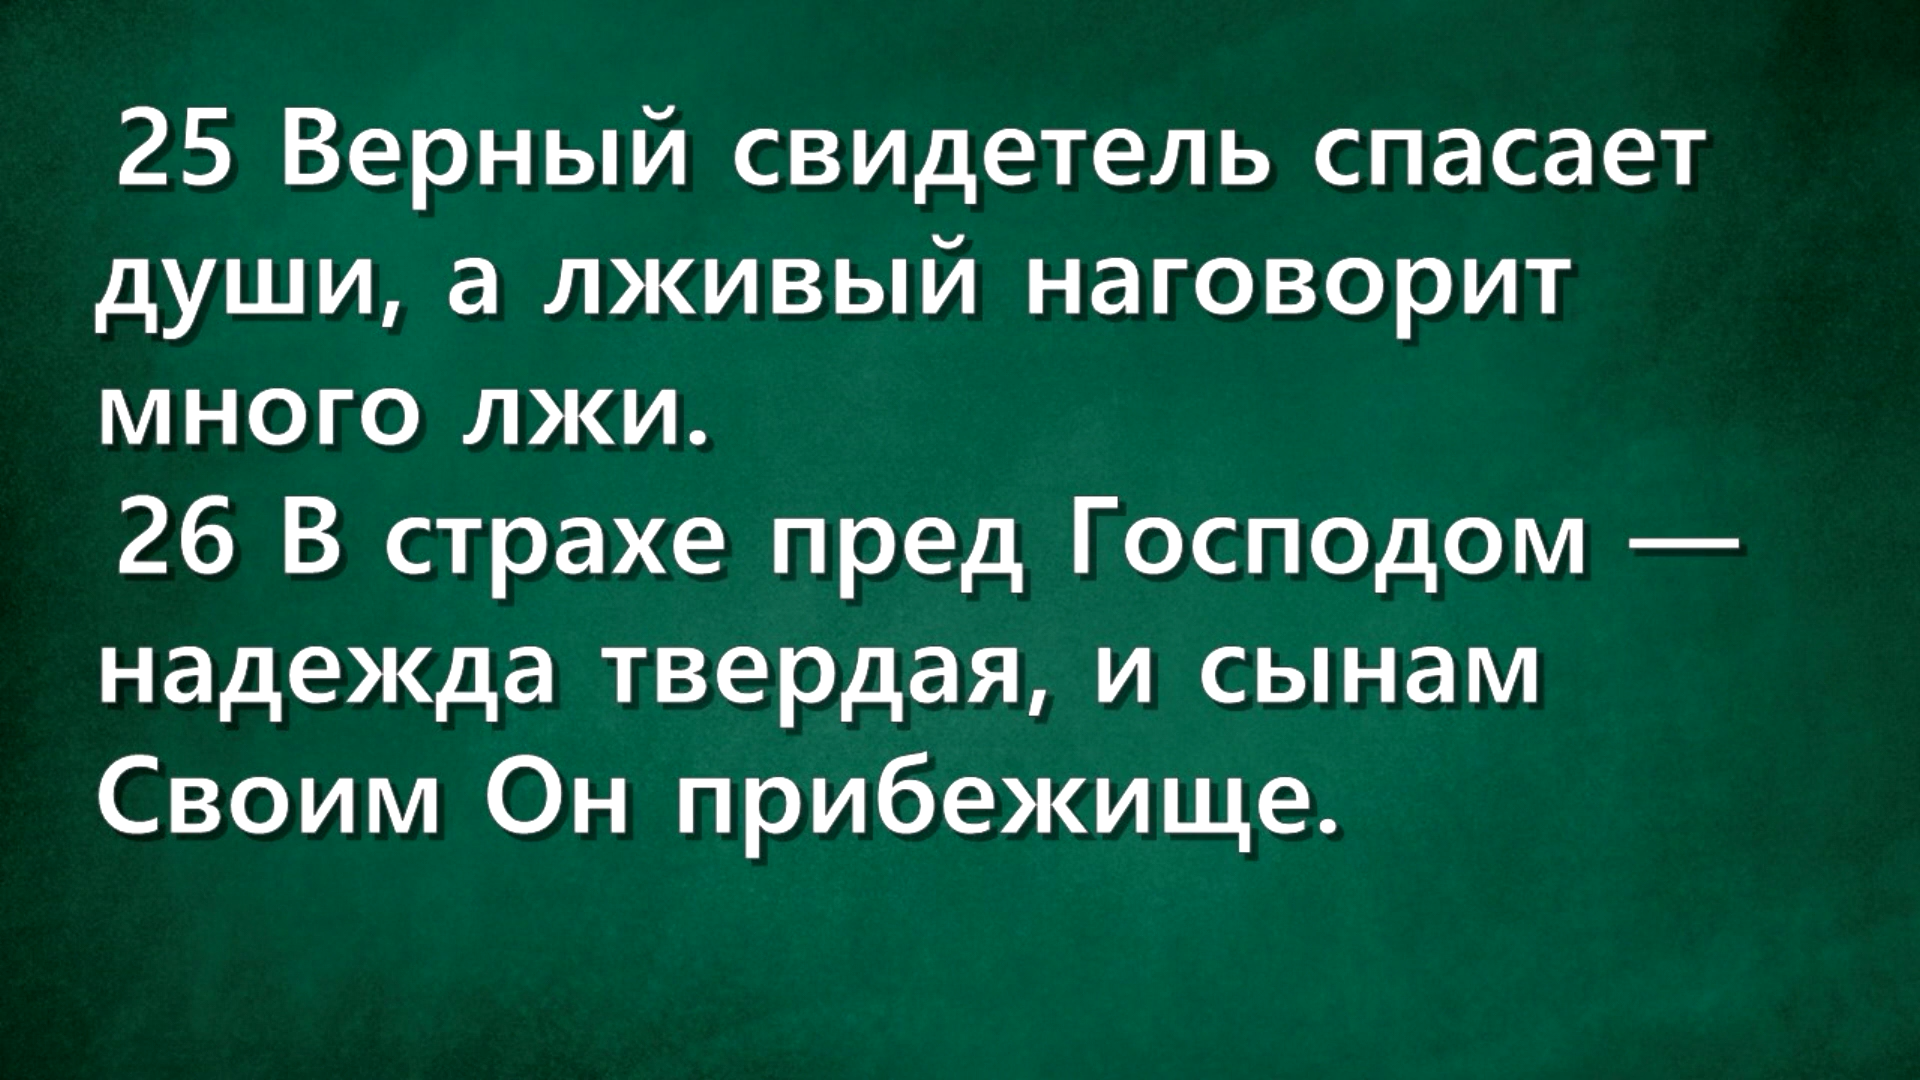 25 Верный свидетель спасает
души, а лживый наговорит
много лжи.
26 В страхе пред Господом —
надежда твердая, и сынам
Своим Он прибежище.